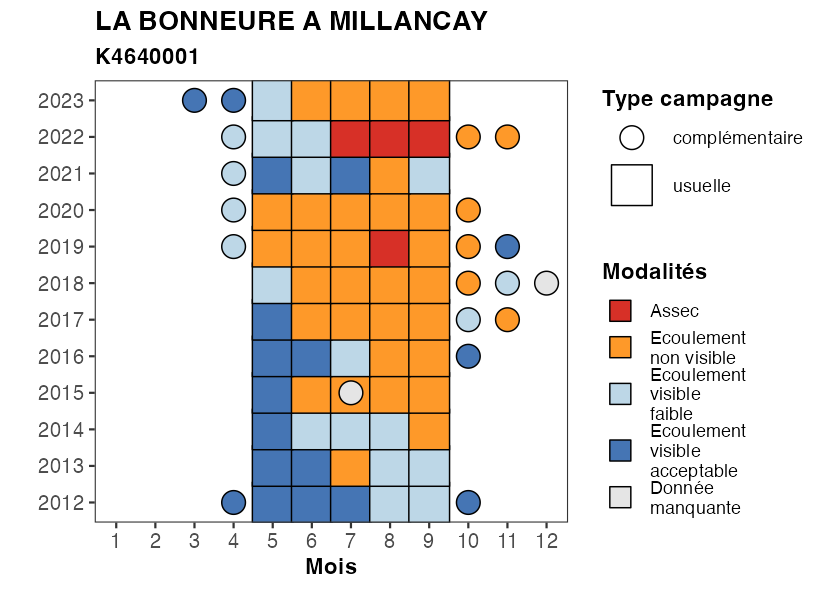 LA BONNEURE A MILLANCAY
K4640001
2023
2022
2021
2020
2019
2018
2017
2016
2015
2014
2013
2012
1 2 3 4 5 6 7 8 9 10 11 12
Mois
Type campagne
complémentaire
usuelle
Modalités
Assec
Ecoulement
non visible
Ecoulement
visible
faible
Ecoulement
visible
acceptable
Donnée
manquante